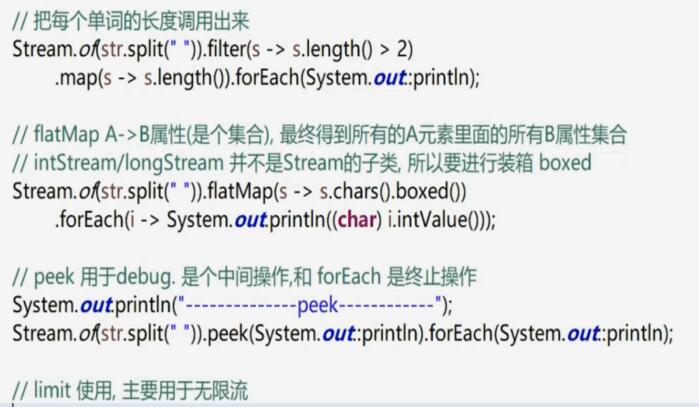 // 把每个单词的长度调用出来
Stream.of(str.split(" ")).filter(s -> s.length() > 2)
.map(s -> s.length()).forEach(System.out::println);
// flatMap A->B属性(是个集合), 最终得到所有的A元素里面的所有B属性集合
// intStream/longStream 并不是Stream的子类, 所以要进行装箱 boxed
Stream.of(str.split(" ")).flatMap(s -> s.chars().boxed())
.forEach(i -> System.out.println((char) i.intValue()));
// peek 用于debug. 是个中间操作,和 forEach 是终止操作
System.out.println("--------------peek------------");
Stream.of(str.split(" ")).peek(System.out::println).forEach(System.out::println);
// limit 使用, 主要用于无限流